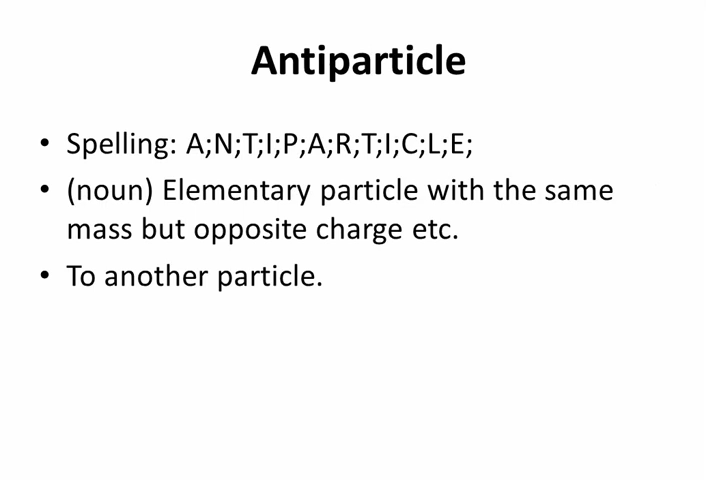 Antiparticle
• Spelling: A;N;T;I;P;A;R;T;I;C;L;E;
• (noun) Elementary particle with the same
mass but opposite charge etc.
• To another particle.